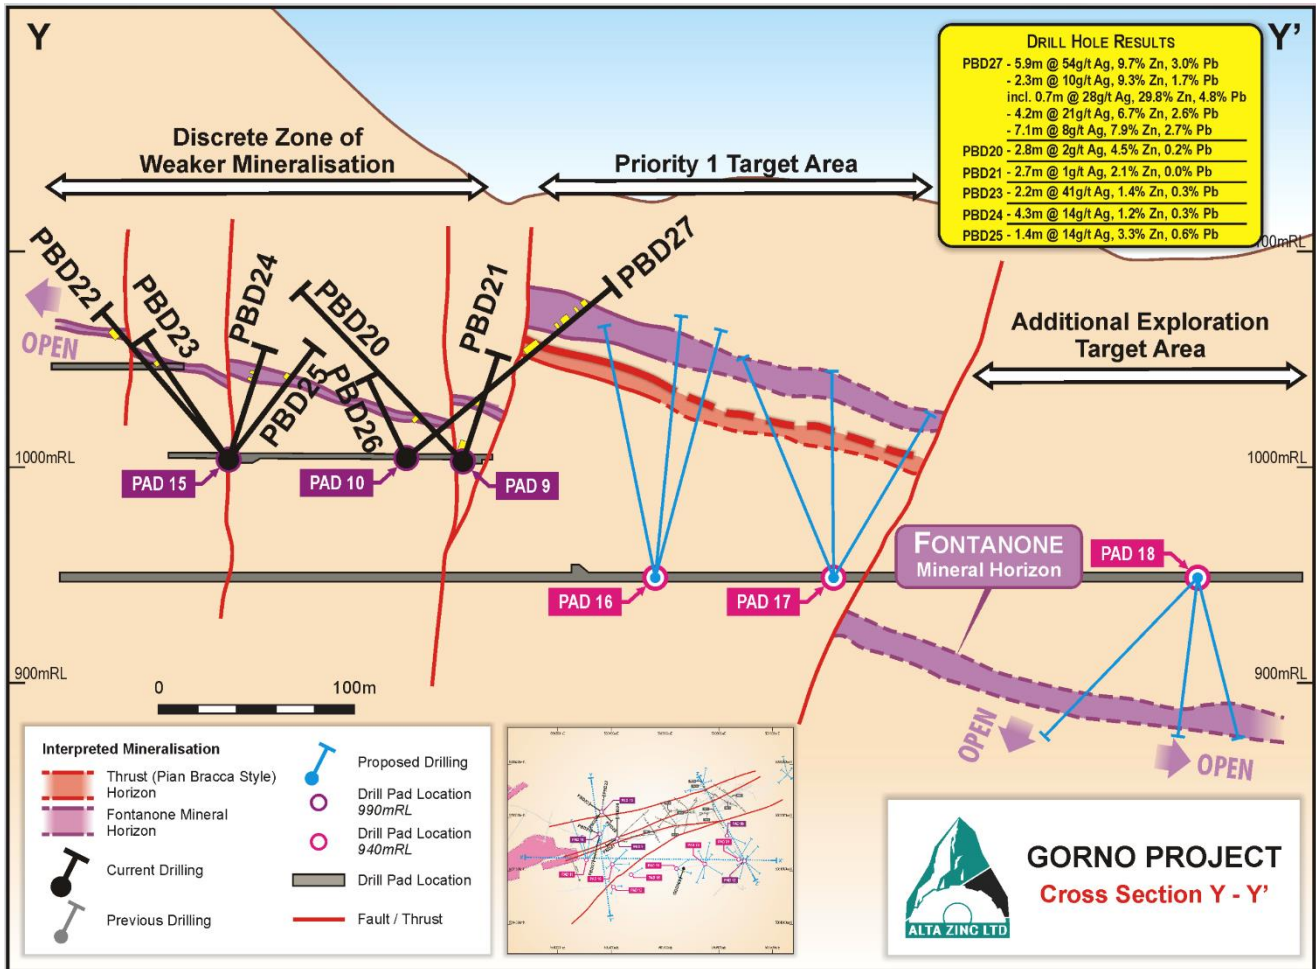 Y
Y'
DRILL HOLE RESULTS
PBD27 - 5.9m @ 54g/t Ag, 9.7% Zn, 3.0% Pb
- 2.3m @ 10g/t Ag, 9.3% Zn, 1.7% Pb
incl. 0.7m @ 28g/t Ag, 29.8% Zn, 4.8% Pb
- 4.2m @ 21g/t Ag, 6.7% Zn, 2.6% Pb
- 7.1m @ 8g/t Ag, 7.9% Zn, 2.7% Pb
PBD20 - 2.8m @ 2g/t Ag, 4.5% Zn, 0.2% Pb
PBD21 - 2.7m @ 1g/t Ag, 2.1% Zn, 0.0% Pb
PBD23 - 2.2m @ 41g/t Ag, 1.4% Zn, 0.3% Pb
PBD24 - 4.3m @ 14g/t Ag, 1.2% Zn, 0.3% Pb
PBD25 - 1.4m @ 14g/t Ag, 3.3% Zn, 0.6% Pb
Discrete Zone of
Weaker Mineralisation
Priority 1 Target Area
00mRL
PBD22
PBD23
PBD24
PBD25
PBD20
PBD26
PBD21
PBD27
OPEN
Additional Exploration
Target Area
1000mRL
1000mRL
PAD 15
PAD 10
PAD 9
FONTANONE
Mineral Horizon
PAD 18
PAD 16
PAD 17
900mRL
900mRL
OPEN
OPEN
0
100m
Interpreted Mineralisation
Thrust (Pian Bracca Style)
Horizon
Fontanone Mineral
Horizon
Current Drilling
Previous Drilling
Proposed Drilling
Drill Pad Location
990mRL
Drill Pad Location
940mRL
Drill Pad Location
Fault / Thrust
ALTA ZINC LTD
GORNO PROJECT
Cross Section Y - Y'